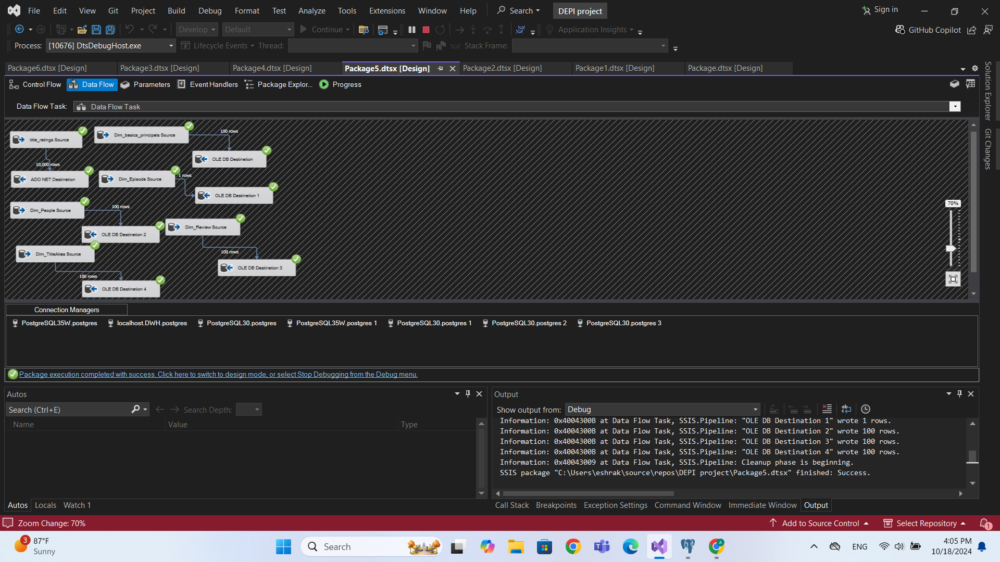 File Edit View Git Project Build Debug Format Test Analyze Tools Extensions Window Help Search DEPI project Sign in
Develop Default Continue Application Insights GitHub Copilot
Process: [10676] DtsDebugHost.exe Lifecycle Events Thread: Stack Frame:
Package6.dtsx [Design] Package3.dtsx [Design] Package4.dtsx [Design] Package5.dtsx [Design] Package2.dtsx [Design] Package1.dtsx [Design] Package.dtsx [Design]
Control Flow Data Flow Parameters Event Handlers Package Explor... Progress
Solution Explorer
Git Changes
Data Flow Task: Data Flow Task
title_ratings Source
Dim_basics_principals Source
100 rows
OLE DB Destination
10,000 rows
ADO NET Destination
Dim_Episode Source
1 rows
OLE DB Destination 1
Dim_People Source
100 rows
OLE DB Destination 2
Dim_Review Source
100 rows
OLE DB Destination 3
Dim_TitleAkas Source
100 rows
OLE DB Destination 4
70%
Connection Managers
PostgreSQL35W.postgres localhost.DWH.postgres PostgreSQL30.postgres PostgreSQL35W.postgres 1 PostgreSQL30.postgres 1 PostgreSQL30.postgres 2 PostgreSQL30.postgres 3
Package execution completed with success. Click here to switch to design mode, or select Stop Debugging from the Debug menu.
Autos
Search (Ctrl+E) Search Depth:
Name Value Type
Autos Locals Watch 1
Output
Show output from: Debug
Information: 0x4004300B at Data Flow Task, SSIS.Pipeline: "OLE DB Destination 1" wrote 1 rows.
Information: 0x4004300B at Data Flow Task, SSIS.Pipeline: "OLE DB Destination 2" wrote 100 rows.
Information: 0x4004300B at Data Flow Task, SSIS.Pipeline: "OLE DB Destination 3" wrote 100 rows.
Information: 0x4004300B at Data Flow Task, SSIS.Pipeline: "OLE DB Destination 4" wrote 100 rows.
Information: 0x40043009 at Data Flow Task, SSIS.Pipeline: Cleanup phase is beginning.
SSIS package "C:\Users\eshrak\source\repos\DEPI project\Package5.dtsx" finished: Success.
Call Stack Breakpoints Exception Settings Command Window Immediate Window Output
Zoom Change: 70% Add to Source Control Select Repository 1
3 87°F
Sunny
Search
A
ENG
4:05 PM
10/18/2024